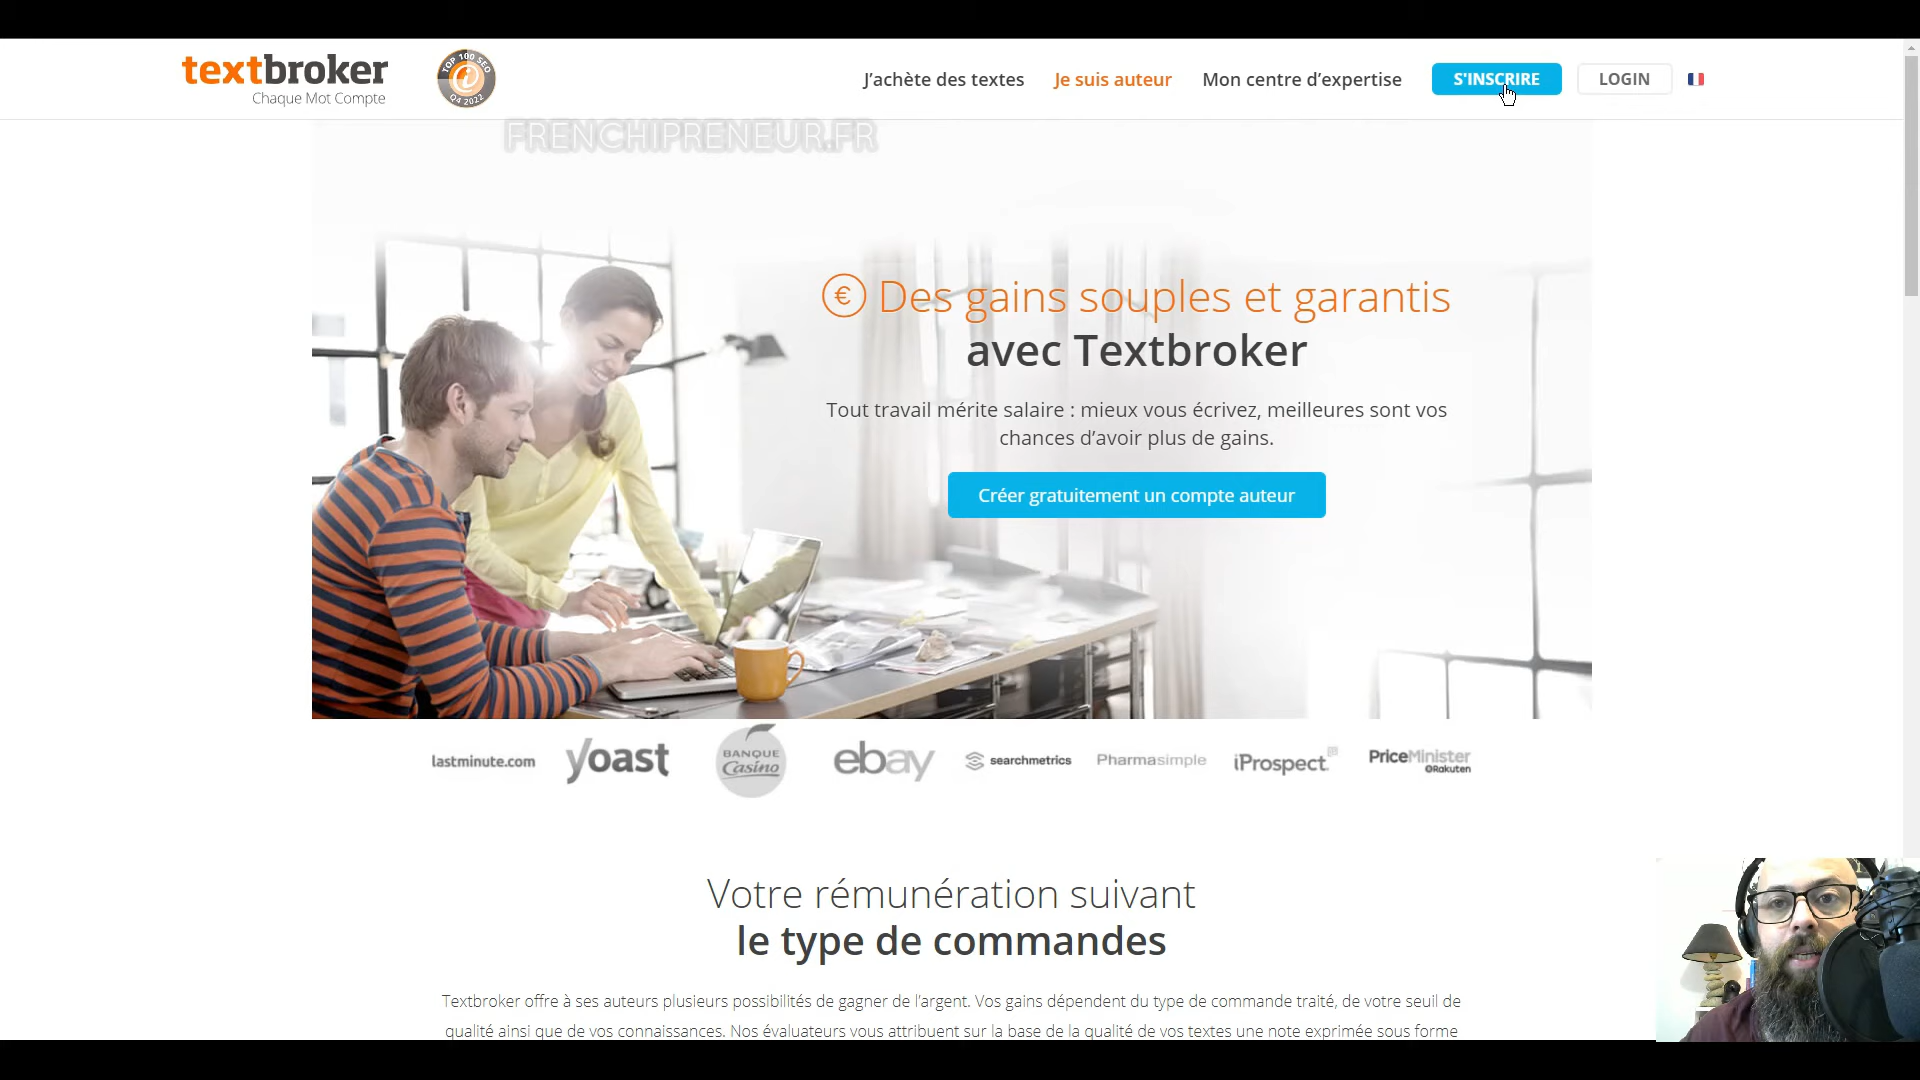 textbroker
Chaque Mot Compte
TOP 100 SEO
Q4 2022
J'achète des textes
Je suis auteur
Mon centre d'expertise
S'INSCRIRE
LOGIN
FRENCHIPRENEUR.FR
€ Des gains souples et garantis
avec Textbroker
Tout travail mérite salaire : mieux vous écrivez, meilleures sont vos
chances d'avoir plus de gains.
Créer gratuitement un compte auteur
lastminute.com
yoast
BANQUE
Casino
ebay
searchmetrics
Pharmasimple
iProspect.
PriceMinister
@Rakuten
Votre rémunération suivant
le type de commandes
Textbroker offre à ses auteurs plusieurs possibilités de gagner de l'argent. Vos gains dépendent du type de commande traité, de votre seuil de
qualité ainsi que de vos connaissances. Nos évaluateurs vous attribuent sur la base de la qualité de vos textes une note exprimée sous forme